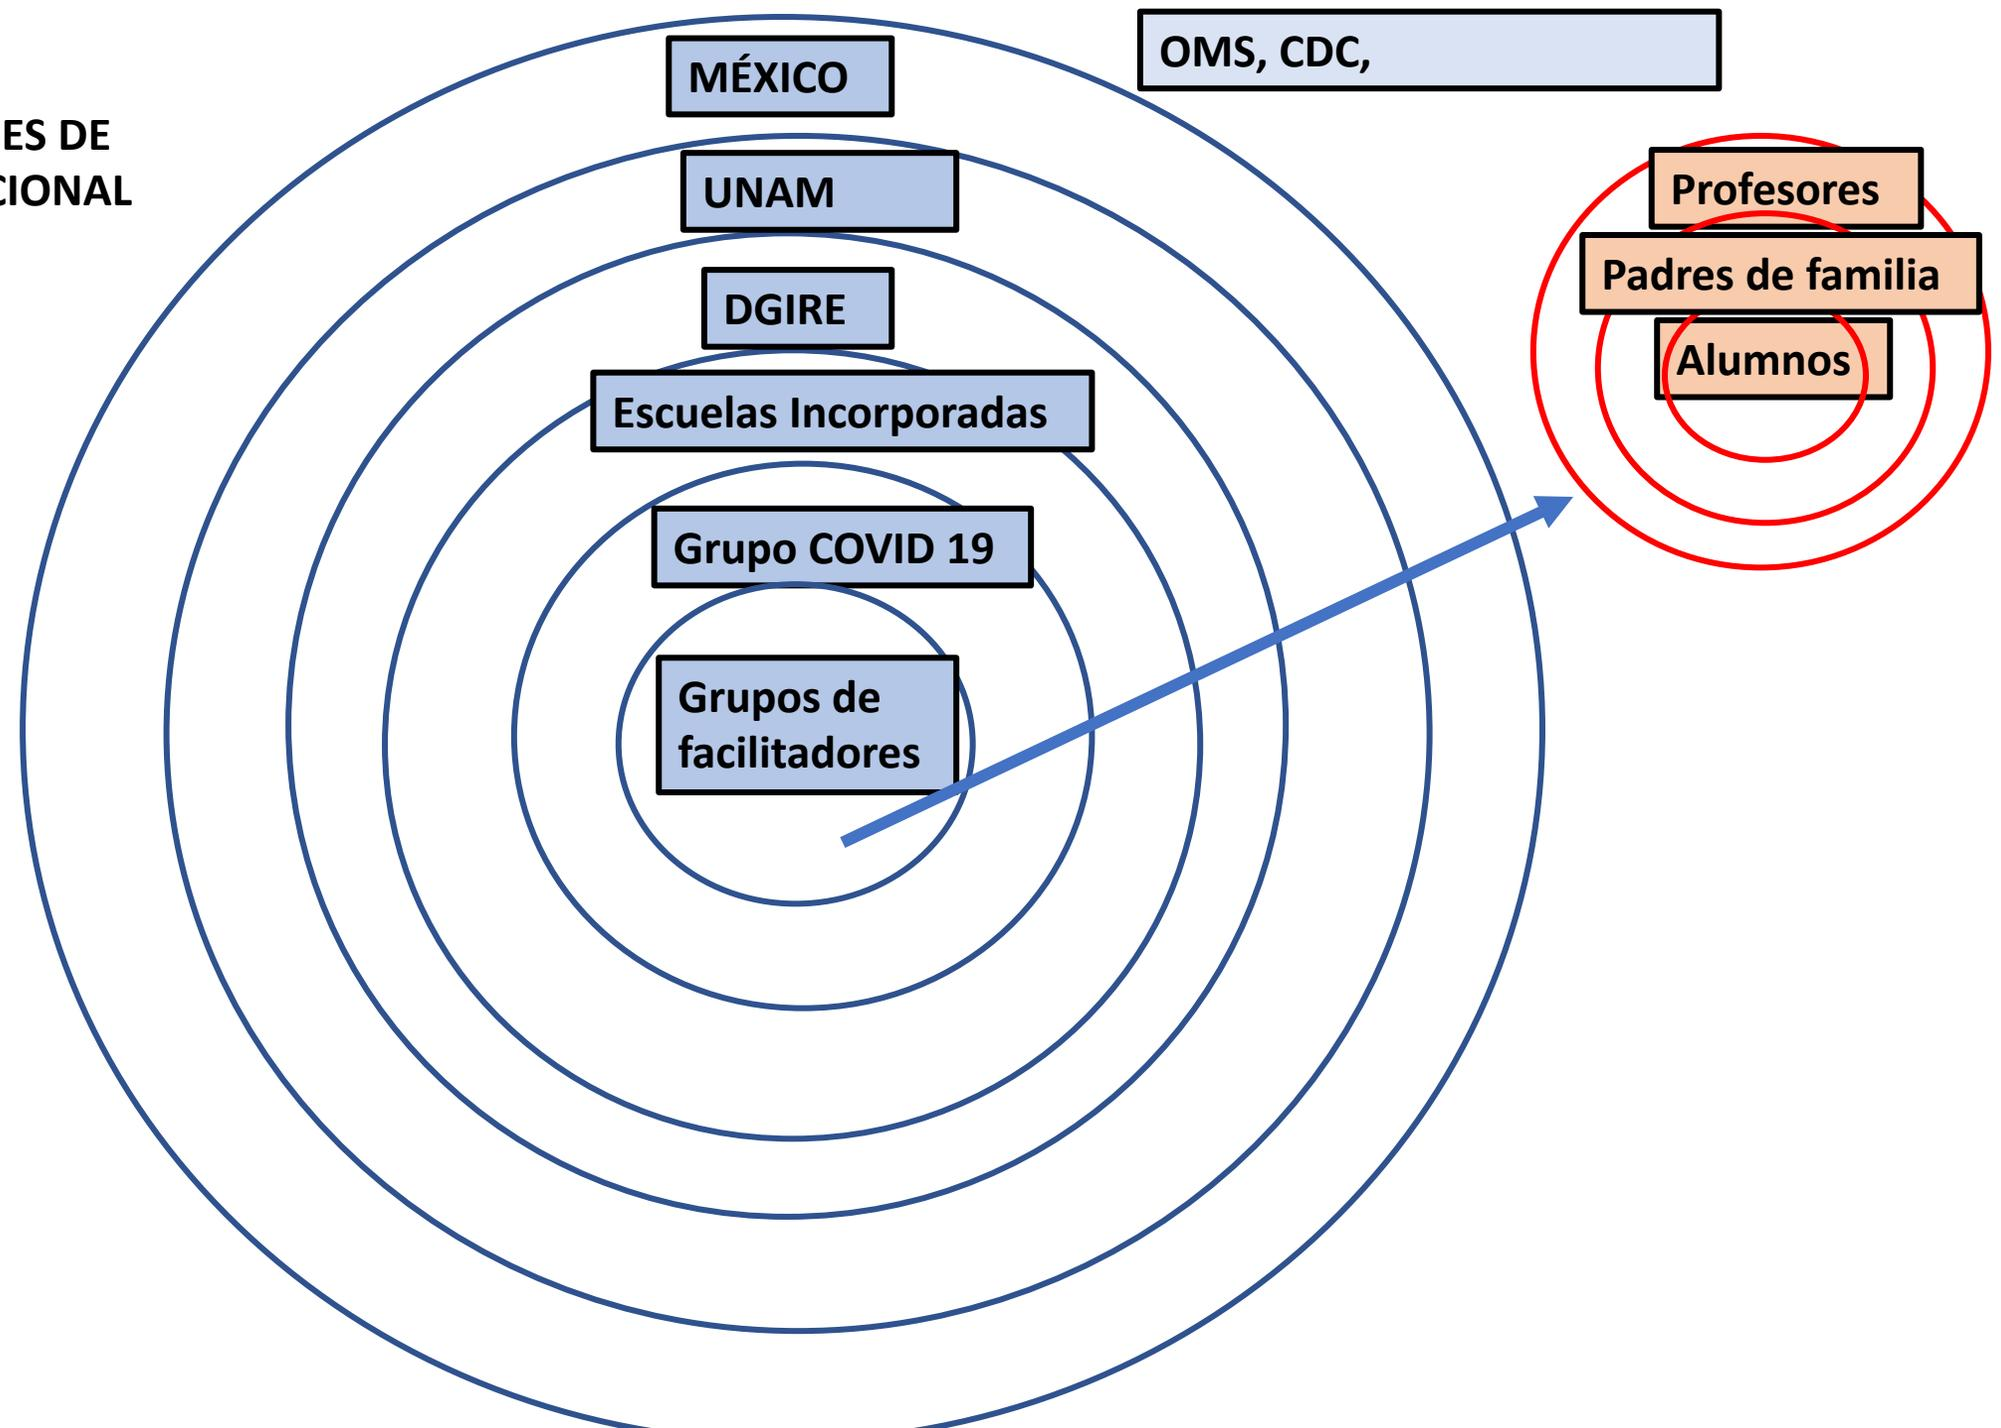 OMS, CDC,
MÉXICO
ES DE
CIONAL
UNAM
DGIRE
Escuelas Incorporadas
Grupo COVID 19
Grupos de
facilitadores
Profesores
Padres de familia
Alumnos